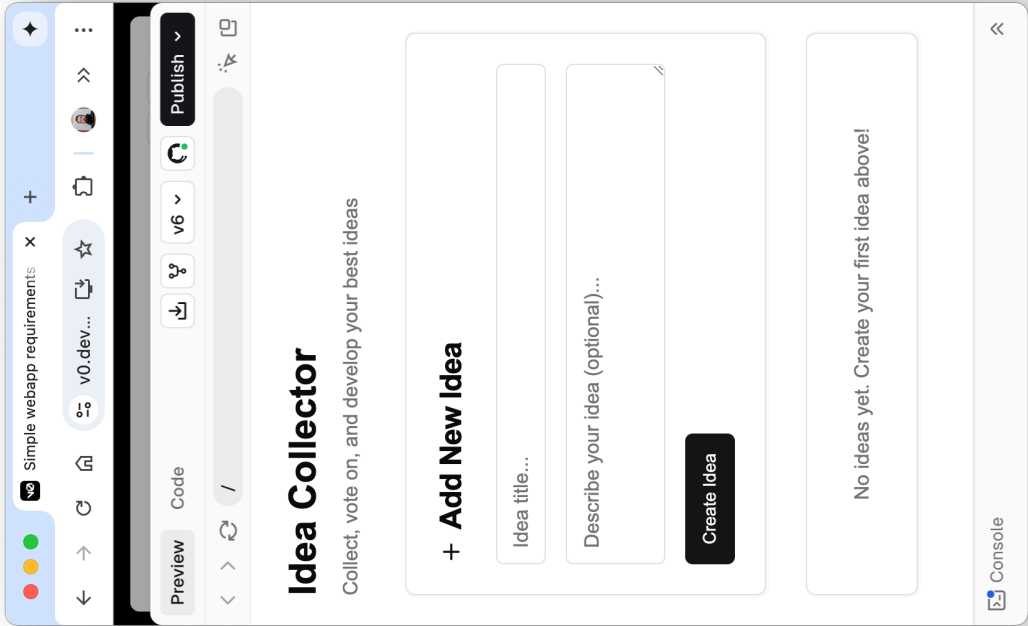 Simple webapp requirements
v0.dev...
Preview
Code
v6
Publish
/
Idea Collector
Collect, vote on, and develop your best ideas
+ Add New Idea
Idea title...
Describe your idea (optional)...
Create Idea
No ideas yet. Create your first idea above!
Console